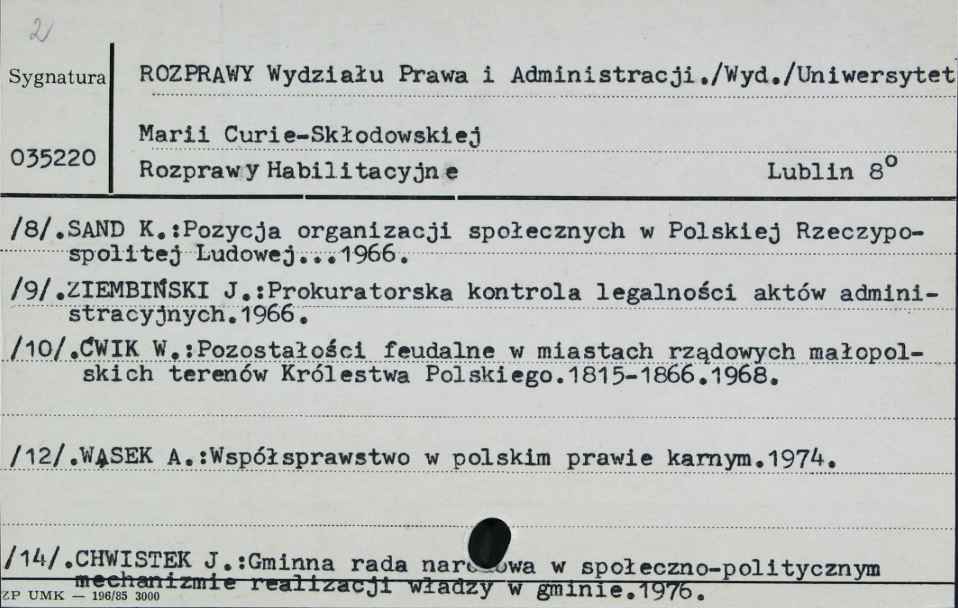 2
Sygnatura
035220
ROZPRAWY Wydziału Prawa i Administracji./Wyd./Uniwersytet
Marii Curie-Skłodowskiej
Rozprawy Habilitacyjne Lublin 8°
/8/.SAND K.:Pozycja organizacji społecznych w Polskiej Rzeczypo-
spolitej Ludowej...1966.
/9/.ZIEMBIŃSKI J.:Prokuratorska kontrola legalności aktów admini-
stracyjnych.1966.
/10/.ĆWIK W.:Pozostałości feudalne w miastach rządowych małopol-
skich terenów Królestwa Polskiego.1815-1866.1968.
/12/.WĄSEK A.:Współsprawstwo w polskim prawie karnym.1974.
/14/.CHWISTEK J.:Gminna rada narodowa w społeczno-politycznym
mechanizmie realizacji władzy w gminie.1976.
ZP UMK — 196/85 3000